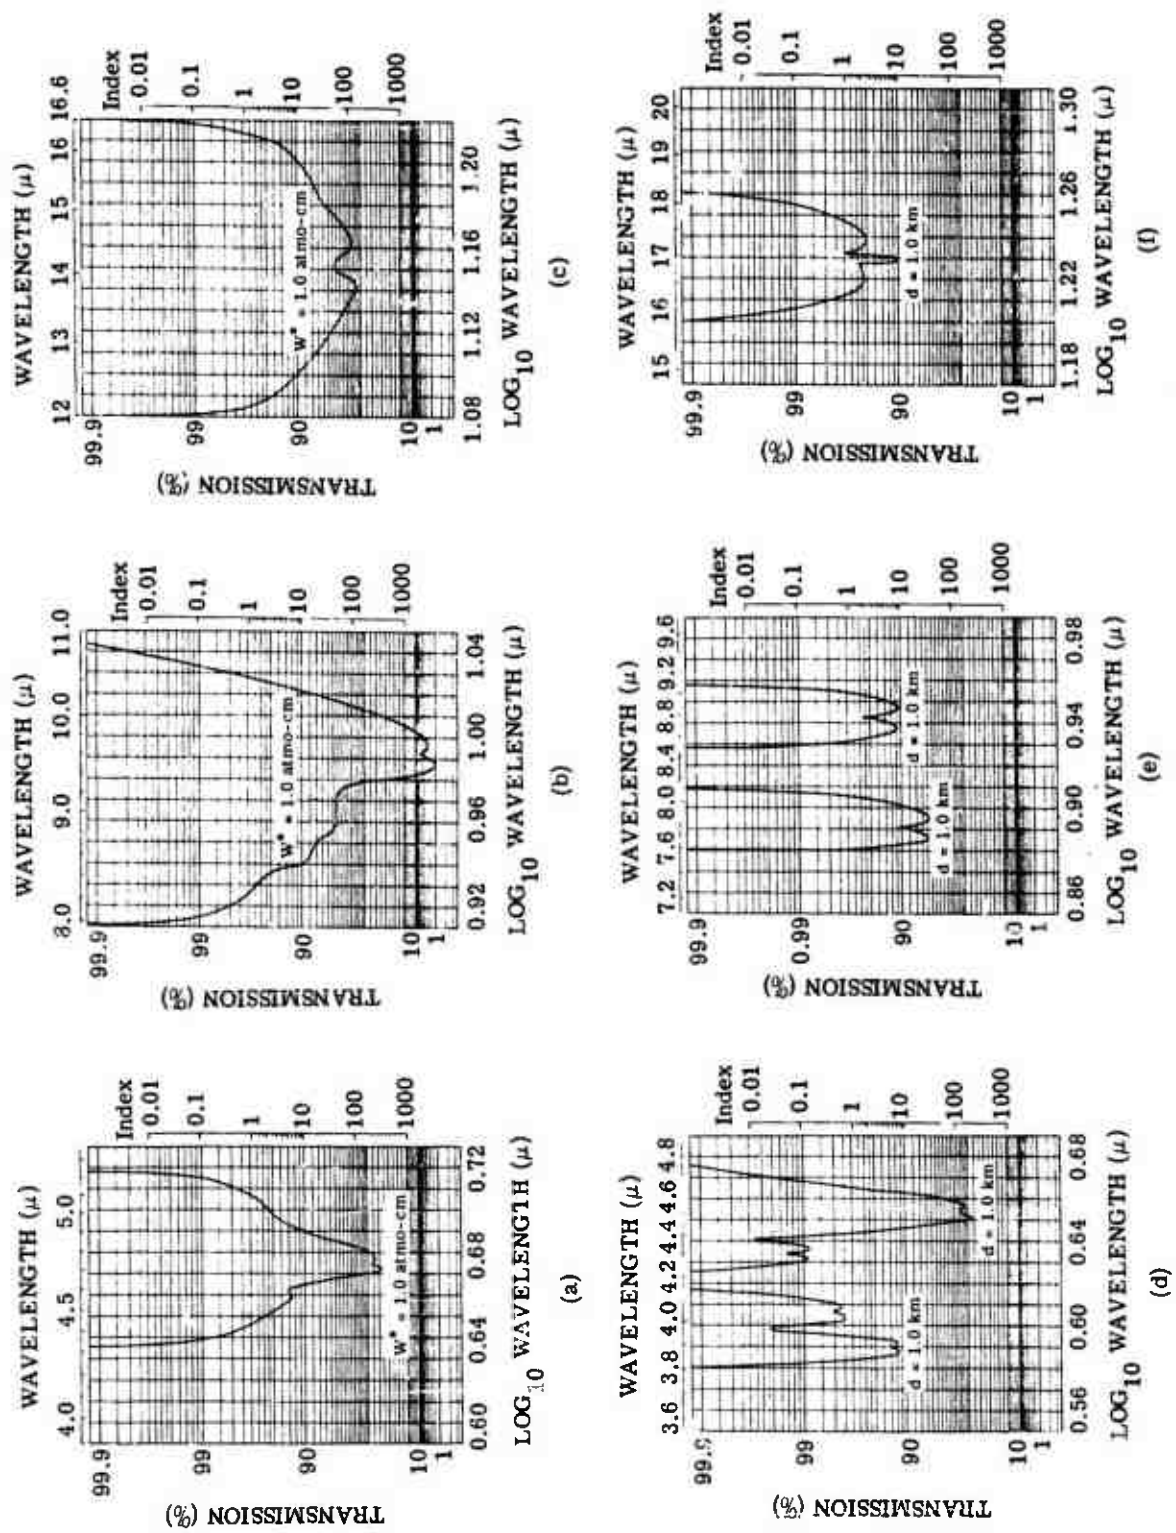 WAVELENGTH (μ)
4.0 4.5 5.0
Index
99.9 0.01
99 0.1
1
90 10
100
10 1000
1
TRANSMISSION (%)
W* = 1.0 atmo-cm
0.60 0.64 0.68 0.72
LOG10 WAVELENGTH (μ)
(a)
WAVELENGTH (μ)
8.0 9.0 10.0 11.0
Index
99.9 0.01
99 0.1
1
90 10
100
10 1000
1
TRANSMISSION (%)
W* = 1.0 atmo-cm
0.92 0.96 1.00 1.04
LOG10 WAVELENGTH (μ)
(b)
WAVELENGTH (μ)
12 13 14 15 16 16.6
Index
99.9 0.01
99 0.1
1
90 10
100
10 1000
1
TRANSMISSION (%)
W* = 1.0 atmo-cm
1.08 1.12 1.16 1.20
LOG10 WAVELENGTH (μ)
(c)
WAVELENGTH (μ)
3.6 3.8 4.0 4.2 4.4 4.6 4.8
Index
99.9 0.01
99 0.1
1
90 10
100
10 1000
1
TRANSMISSION (%)
d = 1.0 km
d = 1.0 km
0.56 0.60 0.64 0.68
LOG10 WAVELENGTH (μ)
(d)
WAVELENGTH (μ)
7.2 7.6 8.0 8.4 8.8 9.2 9.6
Index
99.9 0.01
0.99 0.1
1
90 10
100
10 1000
1
TRANSMISSION (%)
d = 1.0 km
d = 1.0 km
0.86 0.90 0.94 0.98
LOG10 WAVELENGTH (μ)
(e)
WAVELENGTH (μ)
15 16 17 18 19 20
Index
99.9 0.01
99 0.1
1
90 10
100
10 1000
1
TRANSMISSION (%)
d = 1.0 km
1.18 1.22 1.26 1.30
LOG10 WAVELENGTH (μ)
(f)